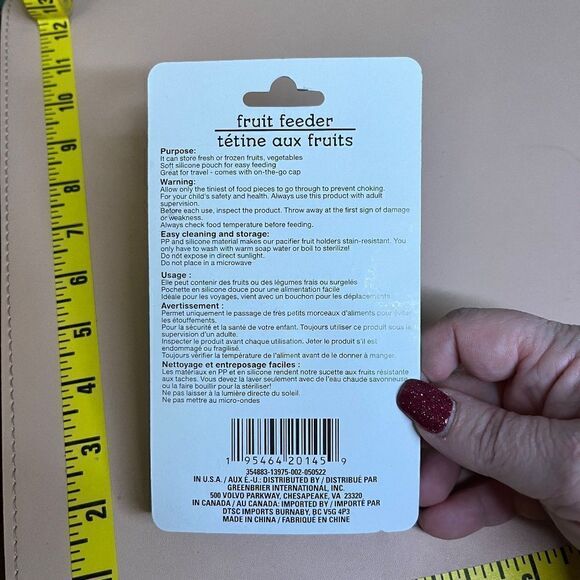 fruit feeder
tétine aux fruits
Purpose:
It can store fresh or frozen fruits, vegetables
Soft silicone pouch for easy feeding
Great for travel - comes with on-the-go cap
Warning:
Allow only the tiniest of food pieces to go through to prevent choking.
For your child's safety and health. Always use this product with adult
supervision.
Before each use, inspect the product. Throw away at the first sign of damage
or weakness.
Always check food temperature before feeding.
Easy cleaning and storage:
PP and silicone material makes our pacifier fruit holders stain-resistant. You
only have to wash with warm soap water or boil to sterilize!
Do not expose in direct sunlight.
Do not place in a microwave
Usage :
Elle peut contenir des fruits ou des légumes frais ou surgelés
Pochette en silicone douce pour une alimentation facile
Idéale pour les voyages, vient avec un bouchon pour les déplacements
Avertissement :
Permet uniquement le passage de très petits morceaux d'aliments pour éviter
les étouffements.
Pour la sécurité et la santé de votre enfant. Toujours utiliser ce produit sous la
supervision d'un adulte.
Inspecter le produit avant chaque utilisation. Jeter le produit s'il est
endommagé ou fragilisé.
Toujours vérifier la température de l'aliment avant de le donner à manger.
Nettoyage et entreposage faciles :
Les matériaux en PP et en silicone rendent notre sucette aux fruits résistante
aux taches. Vous devez la laver seulement avec de l'eau chaude savonneuse
ou la faire bouillir pour la stériliser!
Ne pas laisser à la lumière directe du soleil.
Ne pas mettre au micro-ondes
1 95464 20145 9
354883-13975-002-050522
IN U.S.A. / AUX É.-U.: DISTRIBUTED BY / DISTRIBUÉ PAR
GREENBRIER INTERNATIONAL, INC.
500 VOLVO PARKWAY, CHESAPEAKE, VA 23320
IN CANADA / AU CANADA: IMPORTED BY / IMPORTÉ PAR
DTSC IMPORTS BURNABY, BC V5G 4P3
MADE IN CHINA / FABRIQUÉ EN CHINE
11
10
9
8
7
6
5
4
3
2